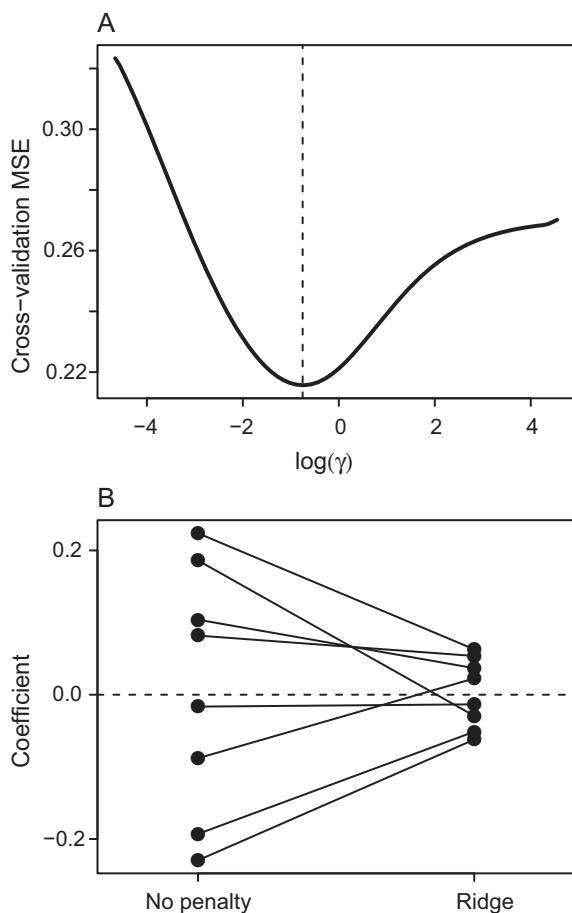 A
Cross−validation MSE
0.30
0.26
0.22
−4 −2 0 2 4
log(γ)
B
Coefficient
0.2
0.0
−0.2
No penalty Ridge